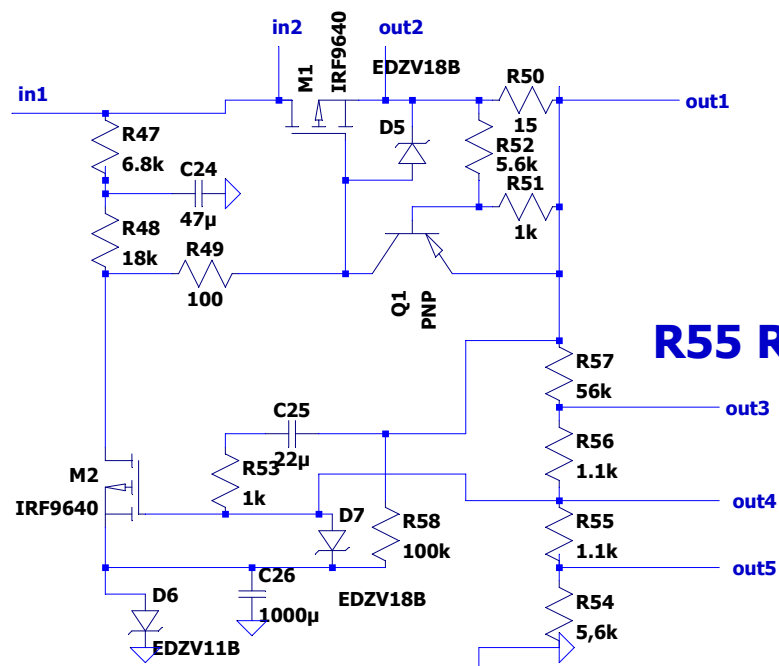 in2
out2
in1
M1
IRF9640
EDZV18B
D5
R50
15
out1
R47
6.8k
C24
47µ
R52
5.6k
R51
1k
R48
18k
R49
100
Q1
PNP
R55 R
R57
56k
out3
C25
22µ
R53
1k
R56
1.1k
M2
IRF9640
out4
D7
R58
100k
R55
1.1k
out5
C26
1000µ
EDZV18B
D6
EDZV11B
R54
5,6k